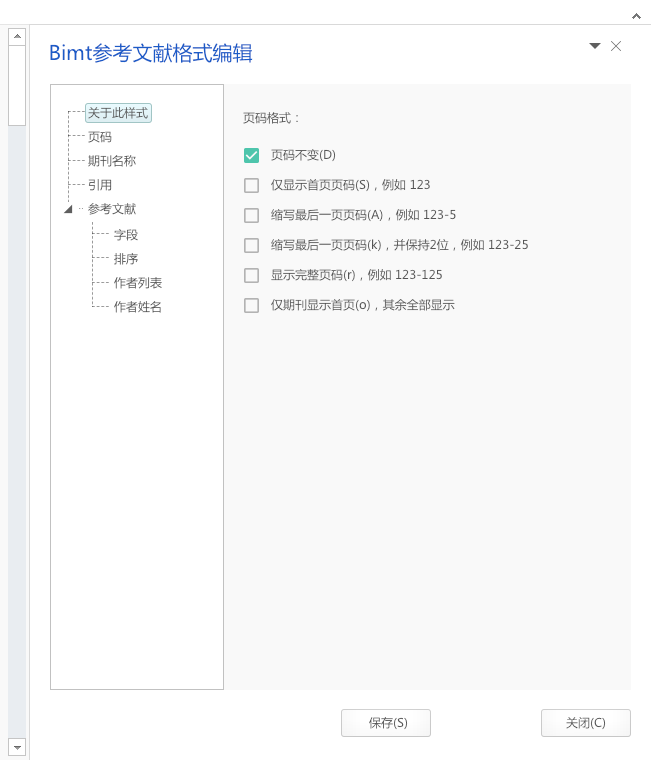 Bimt参考文献格式编辑
关于此样式
页码
期刊名称
引用
参考文献
字段
排序
作者列表
作者姓名
页码格式：
页码不变(D)
仅显示首页页码(S)，例如 123
缩写最后一页页码(A)，例如 123-5
缩写最后一页页码(k)，并保持2位，例如 123-25
显示完整页码(r)，例如 123-125
仅期刊显示首页(o)，其余全部显示
保存(S)
关闭(C)